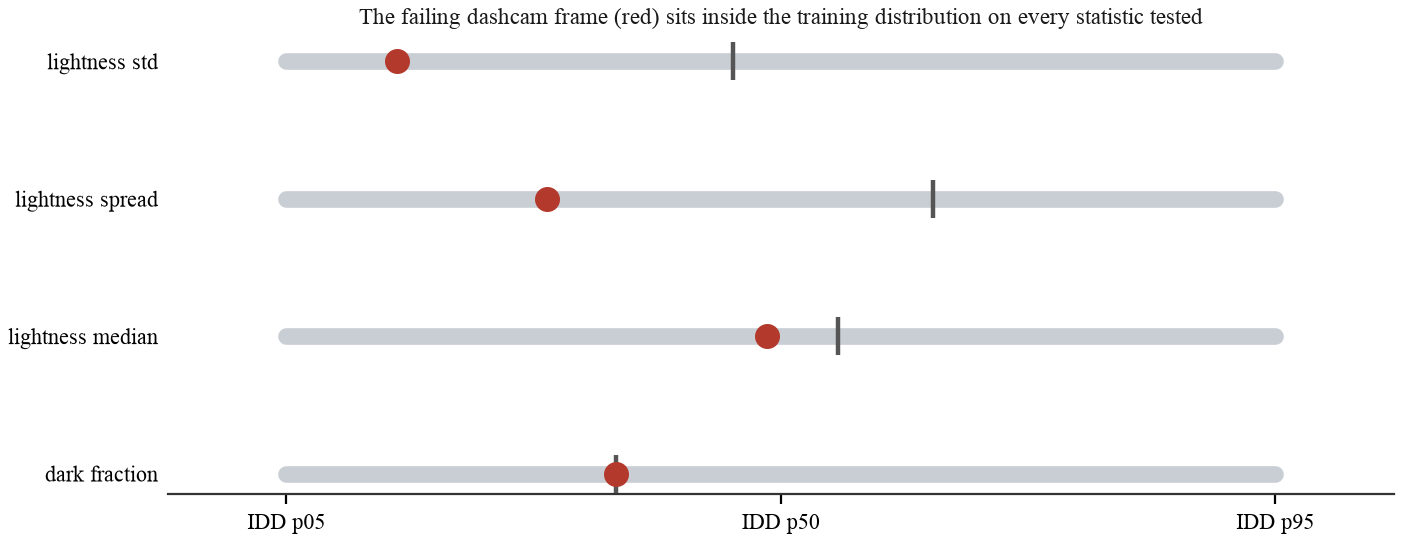 The failing dashcam frame (red) sits inside the training distribution on every statistic tested
lightness std
lightness spread
lightness median
dark fraction
IDD p05
IDD p50
IDD p95